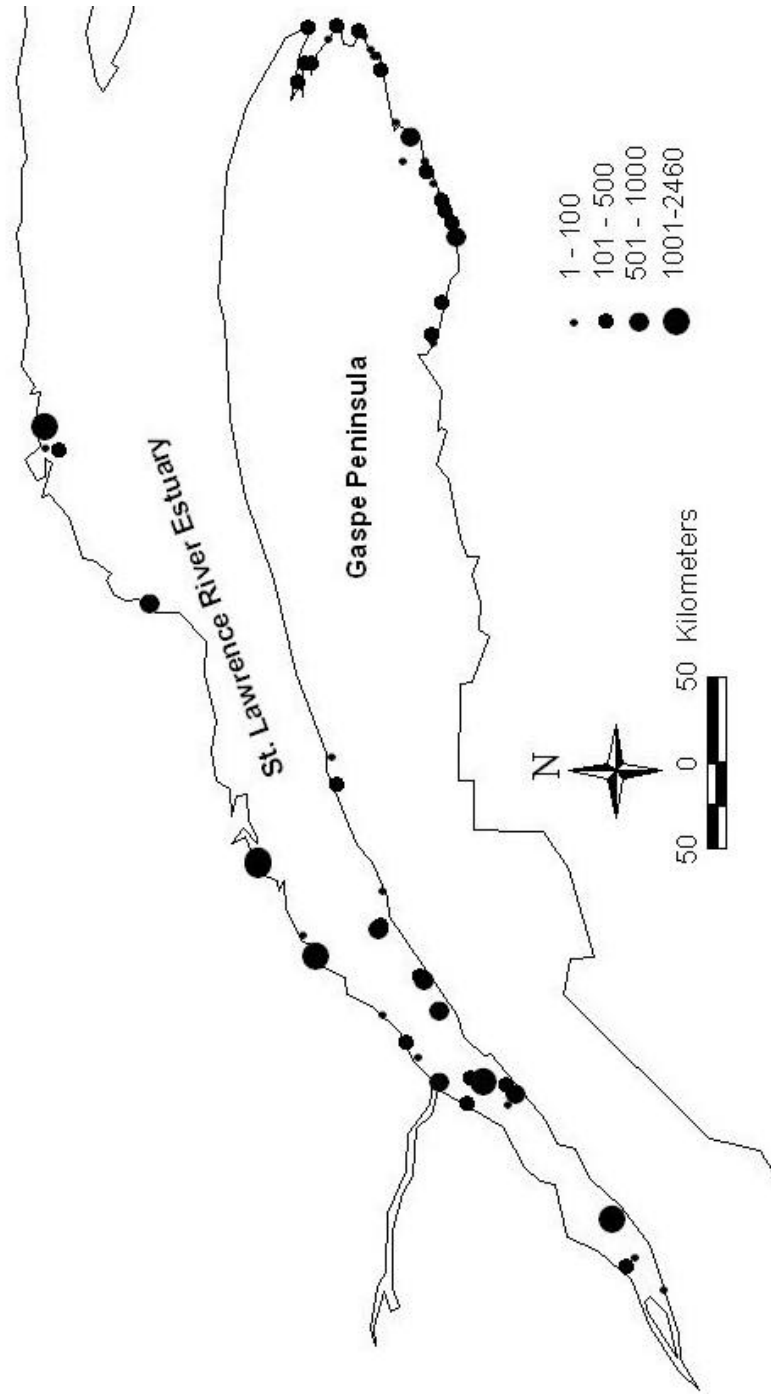 St. Lawrence River Estuary
Gaspe Peninsula
1 - 100
101 - 500
501 - 1000
1001-2460
N
50 0 50 Kilometers